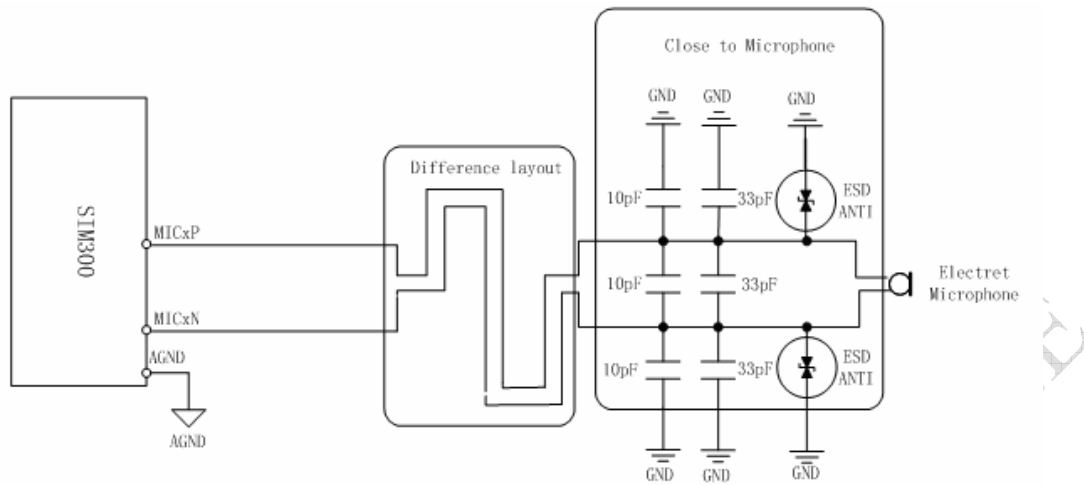 Close to Microphone
GND
GND
GND
Difference layout
10pF
33pF
ESD
ANTI
SIM300
MICxP
10pF
33pF
Electret
Microphone
MICxN
AGND
10pF
33pF
ESD
ANTI
AGND
GND
GND
GND